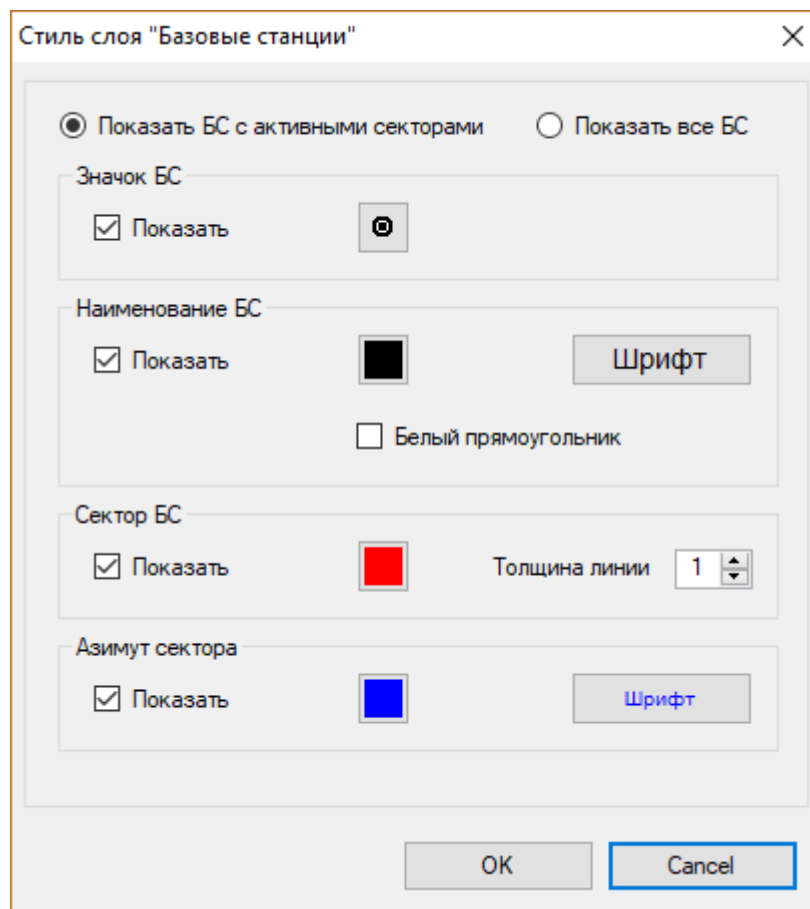 Стиль слоя "Базовые станции"
Показать БС с активными секторами Показать все БС
Значок БС
Показать
Наименование БС
Показать Шрифт
Белый прямоугольник
Сектор БС
Показать Толщина линии 1
Азимут сектора
Показать Шрифт
OK Cancel